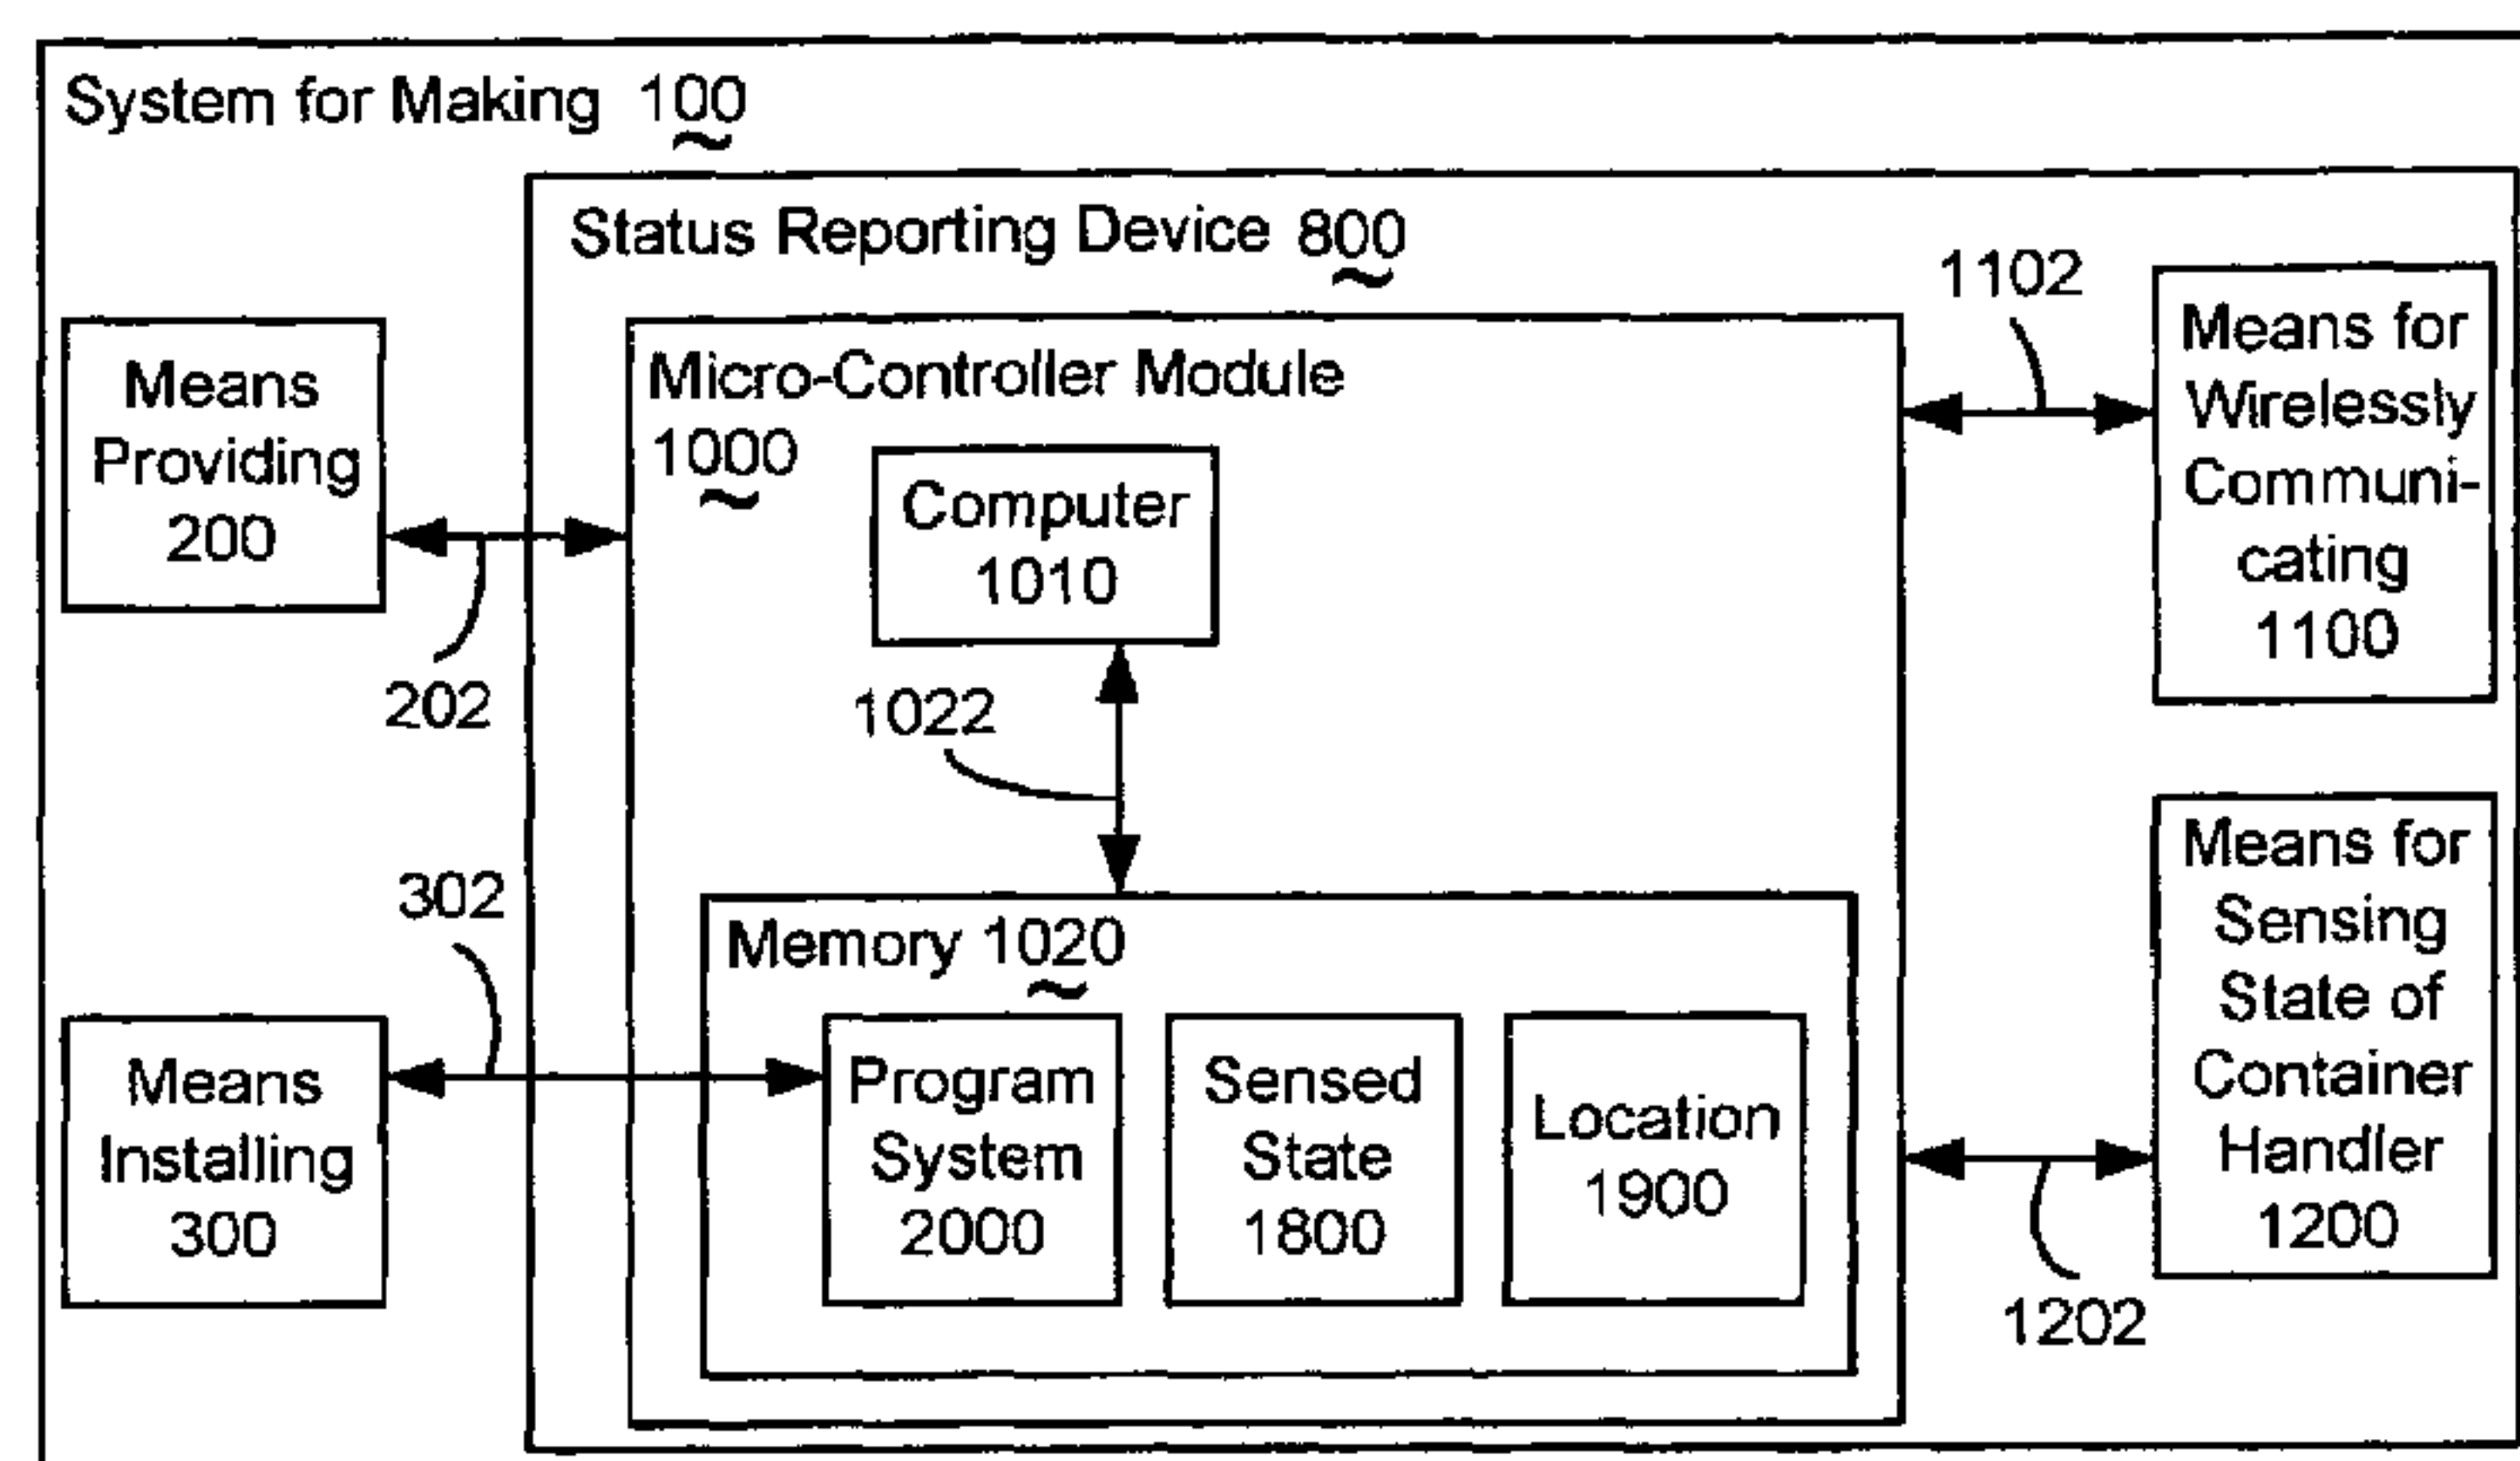 System for Making 100
Status Reporting Device 800
Means
Providing
200
202
Micro-Controller Module
1000
Computer
1010
1022
1102
Means for
Wirelessly
Communi-
cating
1100
302
Means
Installing
300
Memory 1020
Program
System
2000
Sensed
State
1800
Location
1900
Means for
Sensing
State of
Container
Handler
1200
1202